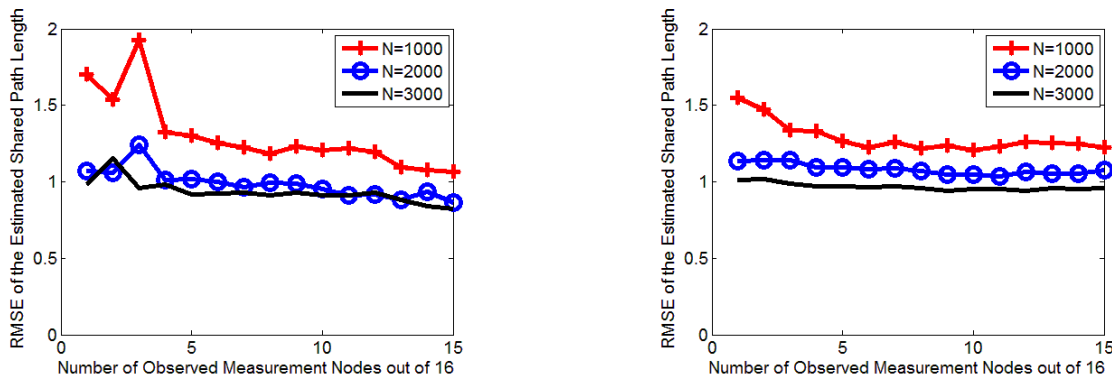 RMSE of the Estimated Shared Path Length
2
1.5
1
0.5
0
0
5
10
15
Number of Observed Measurement Nodes out of 16
N=1000
N=2000
N=3000
RMSE of the Estimated Shared Path Length
2
1.5
1
0.5
0
0
5
10
15
Number of Observed Measurement Nodes out of 16
N=1000
N=2000
N=3000